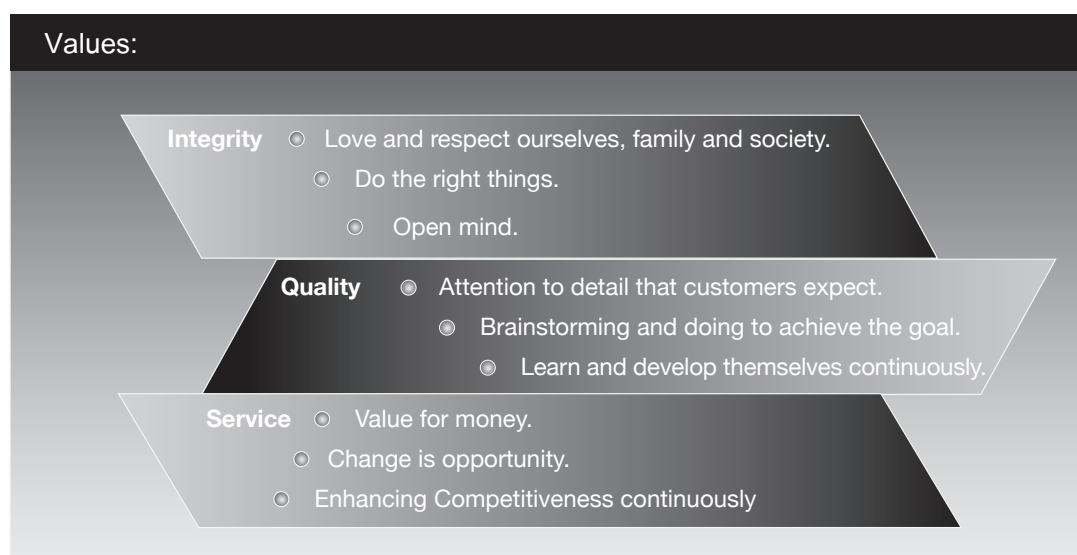 Values:
Integrity Love and respect ourselves, family and society.
Do the right things.
Open mind.
Quality Attention to detail that customers expect.
Brainstorming and doing to achieve the goal.
Learn and develop themselves continuously.
Service Value for money.
Change is opportunity.
Enhancing Competitiveness continuously